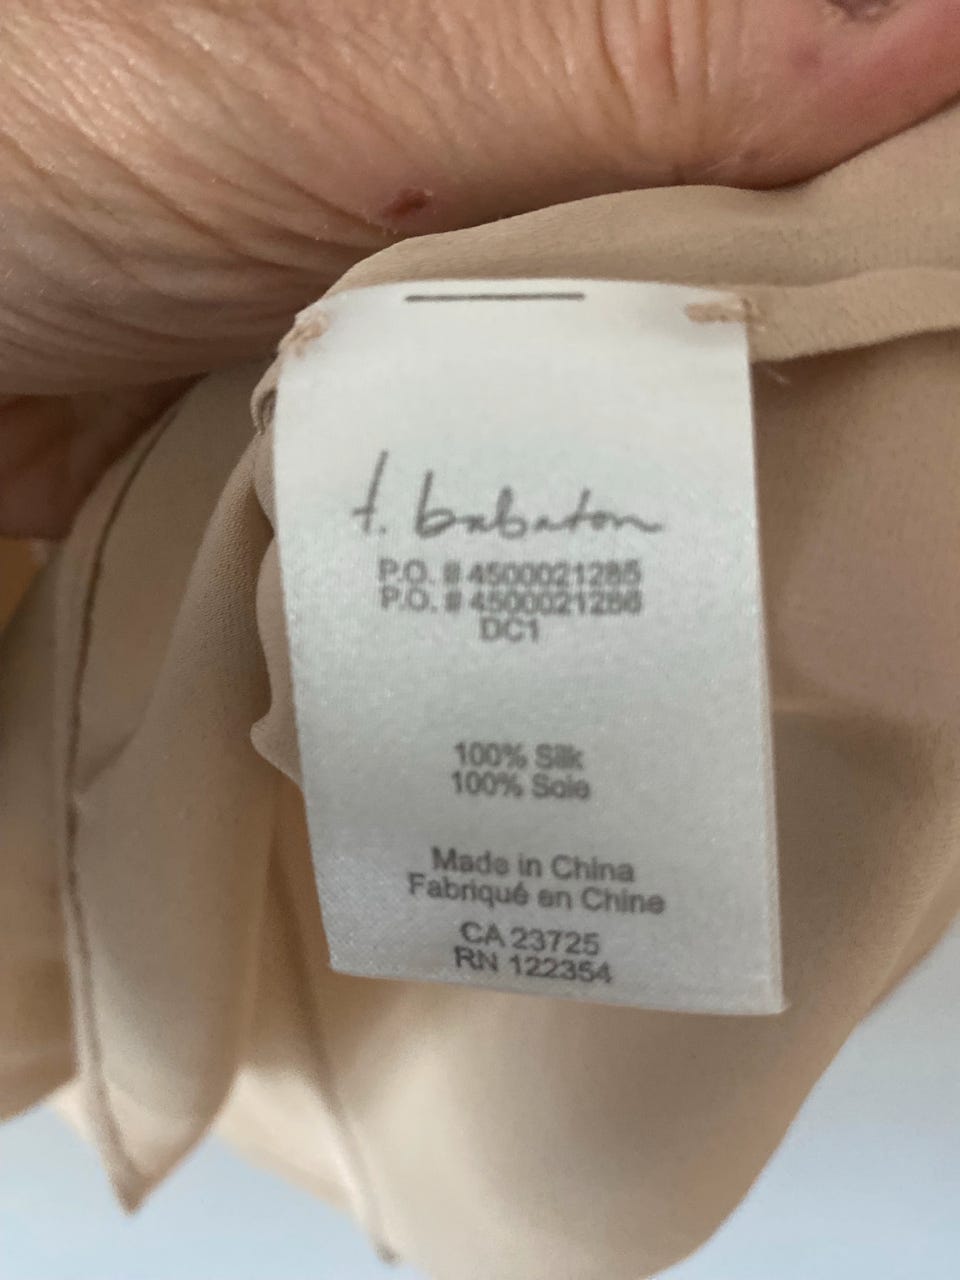 t. babaton
P.O. # 4500021285
P.O. # 4500021286
DC1
100% Silk
100% Soie
Made in China
Fabriqué en Chine
CA 23725
RN 122354